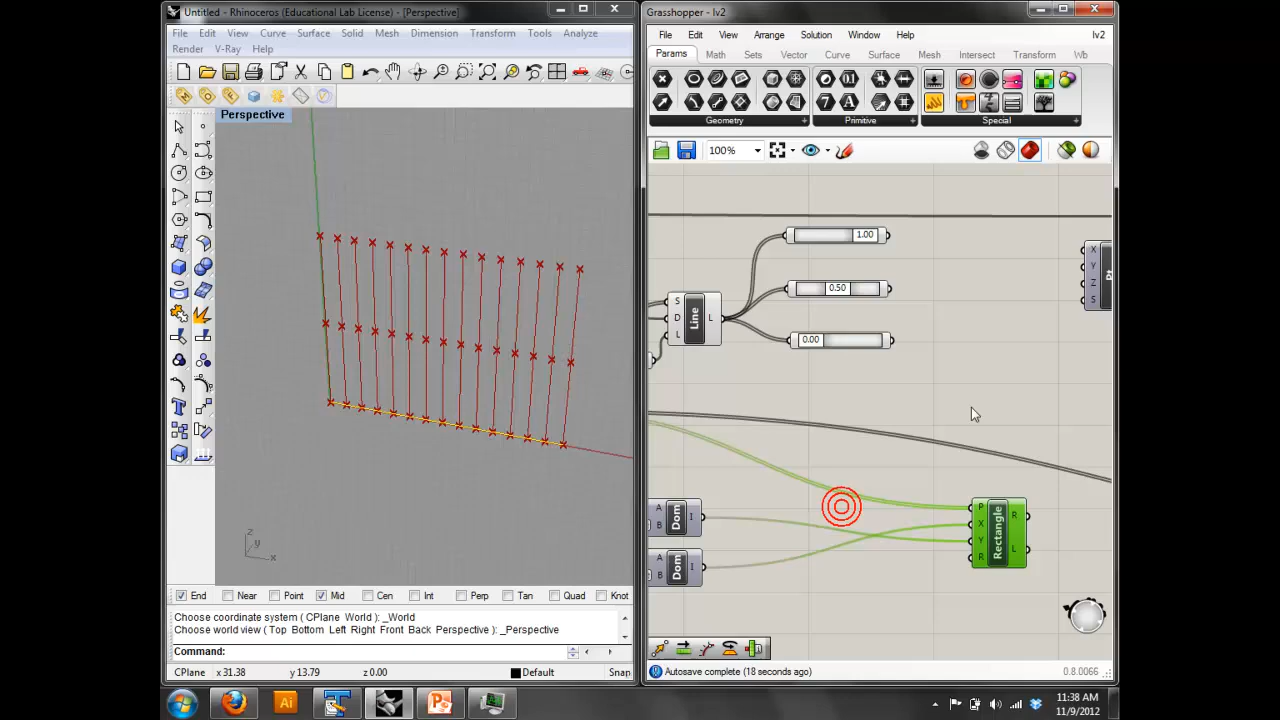 Untitled - Rhinoceros (Educational Lab License) - [Perspective]
File Edit View Curve Surface Solid Mesh Dimension Transform Tools Analyze
Render V-Ray Help
Perspective
z
y
x
End Near Point Mid Cen Int Perp Tan Quad Knot
Choose coordinate system ( CPlane World ): _World
Choose world view ( Top Bottom Left Right Front Back Perspective ): _Perspective
Command:
CPlane x 31.38 y 13.79 z 0.00 Default Snap
Grasshopper - lv2
File Edit View Arrange Solution Window Help lv2
Params Math Sets Vector Curve Surface Mesh Intersect Transform Wb
Geometry Primitive Special
100%
1.00
0.50
0.00
S
D
L
Line
L
X
Y
Z
S
A
B
Dom
I
A
B
Dom
I
P
X
Y
R
Rectangle
R
L
Autosave complete (18 seconds ago) 0.8.0066
11:38 AM
11/9/2012